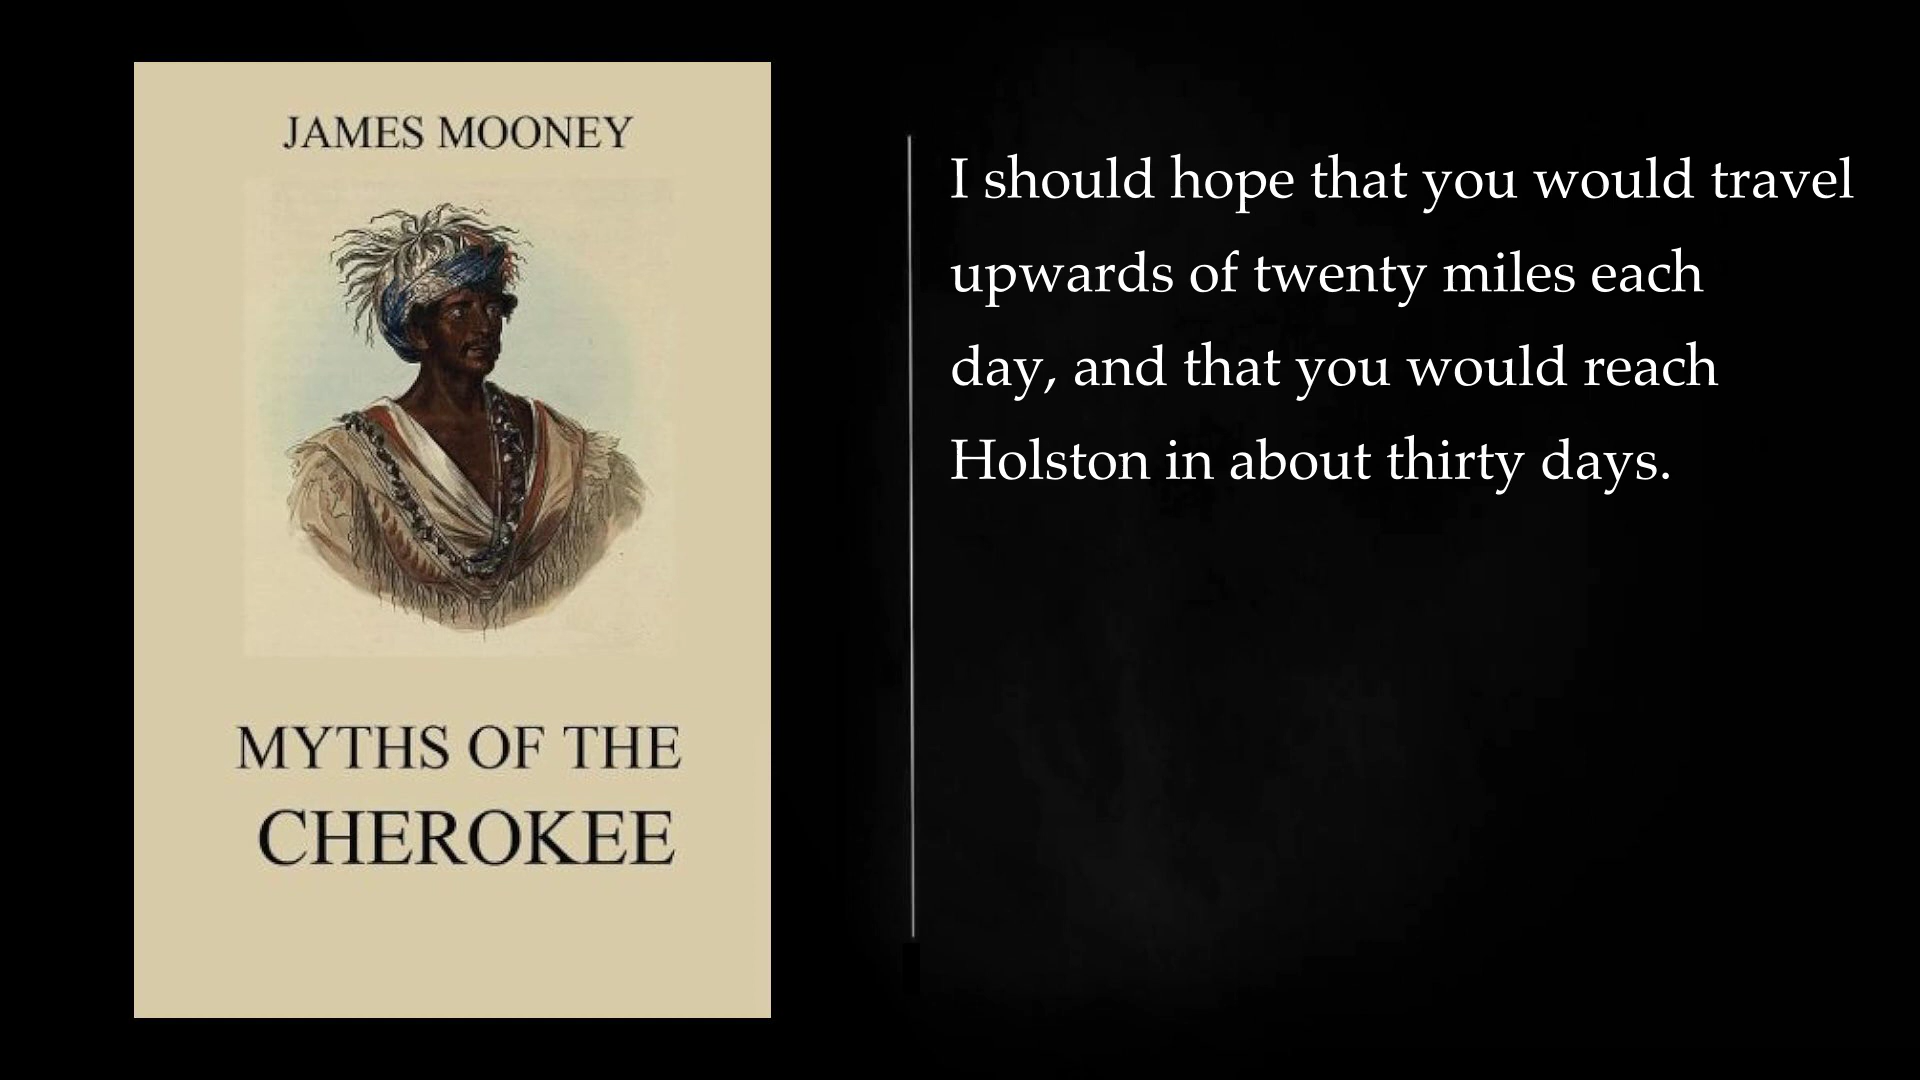 JAMES MOONEY
MYTHS OF THE
CHEROKEE
I should hope that you would travel
upwards of twenty miles each
day, and that you would reach
Holston in about thirty days.